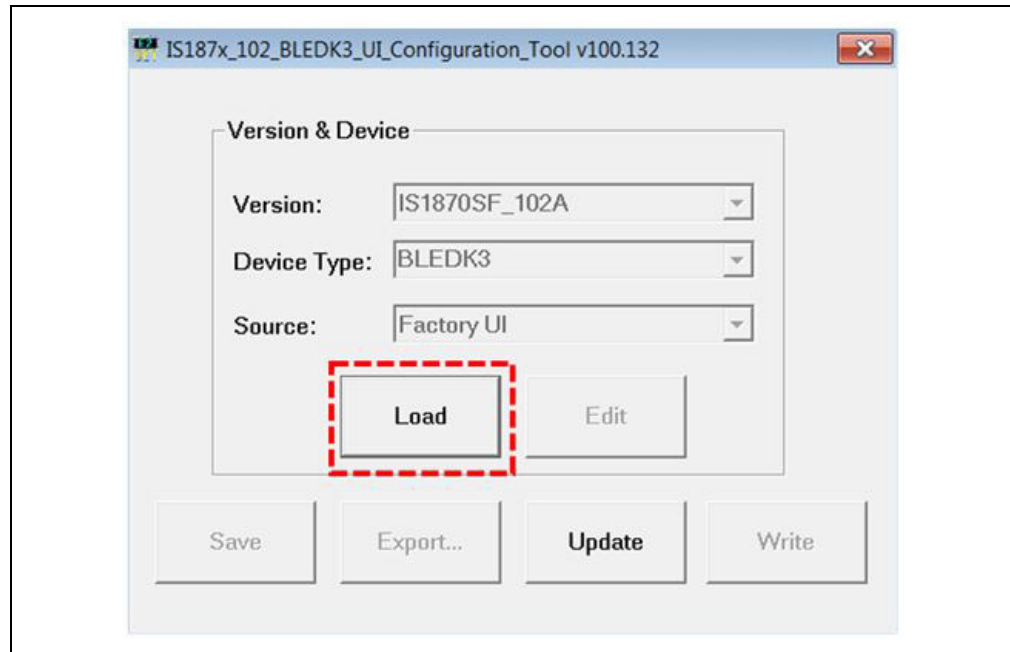 IS187x_102_BLEDK3_UI_Configuration_Tool v100.132
Version & Device
Version: IS1870SF_102A
Device Type: BLEDK3
Source: Factory UI
Load Edit
Save Export... Update Write